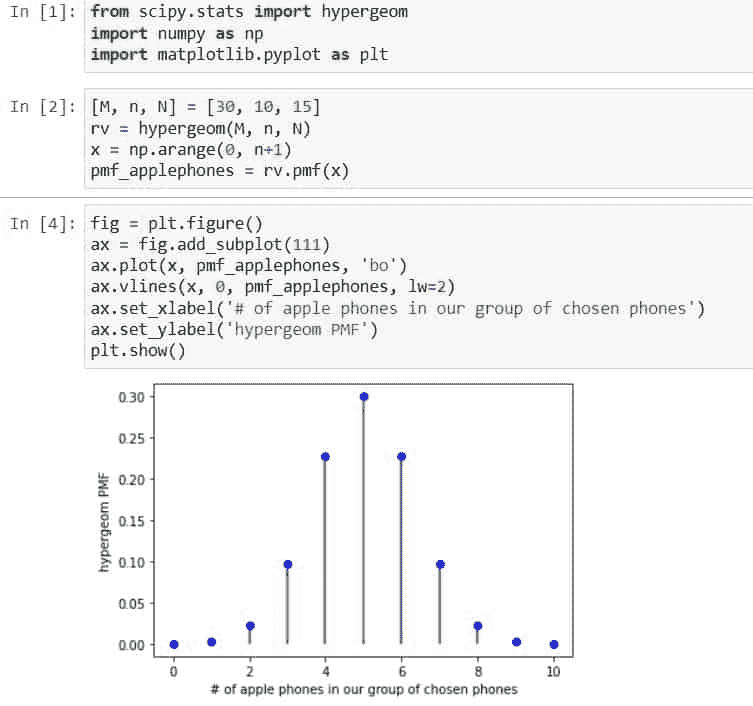 In [1]: from scipy.stats import hypergeom
import numpy as np
import matplotlib.pyplot as plt
In [2]: [M, n, N] = [30, 10, 15]
rv = hypergeom(M, n, N)
x = np.arange(0, n+1)
pmf_applephones = rv.pmf(x)
In [4]: fig = plt.figure()
ax = fig.add_subplot(111)
ax.plot(x, pmf_applephones, 'bo')
ax.vlines(x, 0, pmf_applephones, lw=2)
ax.set_xlabel('# of apple phones in our group of chosen phones')
ax.set_ylabel('hypergeom PMF')
plt.show()
0.30
0.25
0.20
0.15
0.10
0.05
0.00
hypergeom PMF
0 2 4 6 8 10
# of apple phones in our group of chosen phones